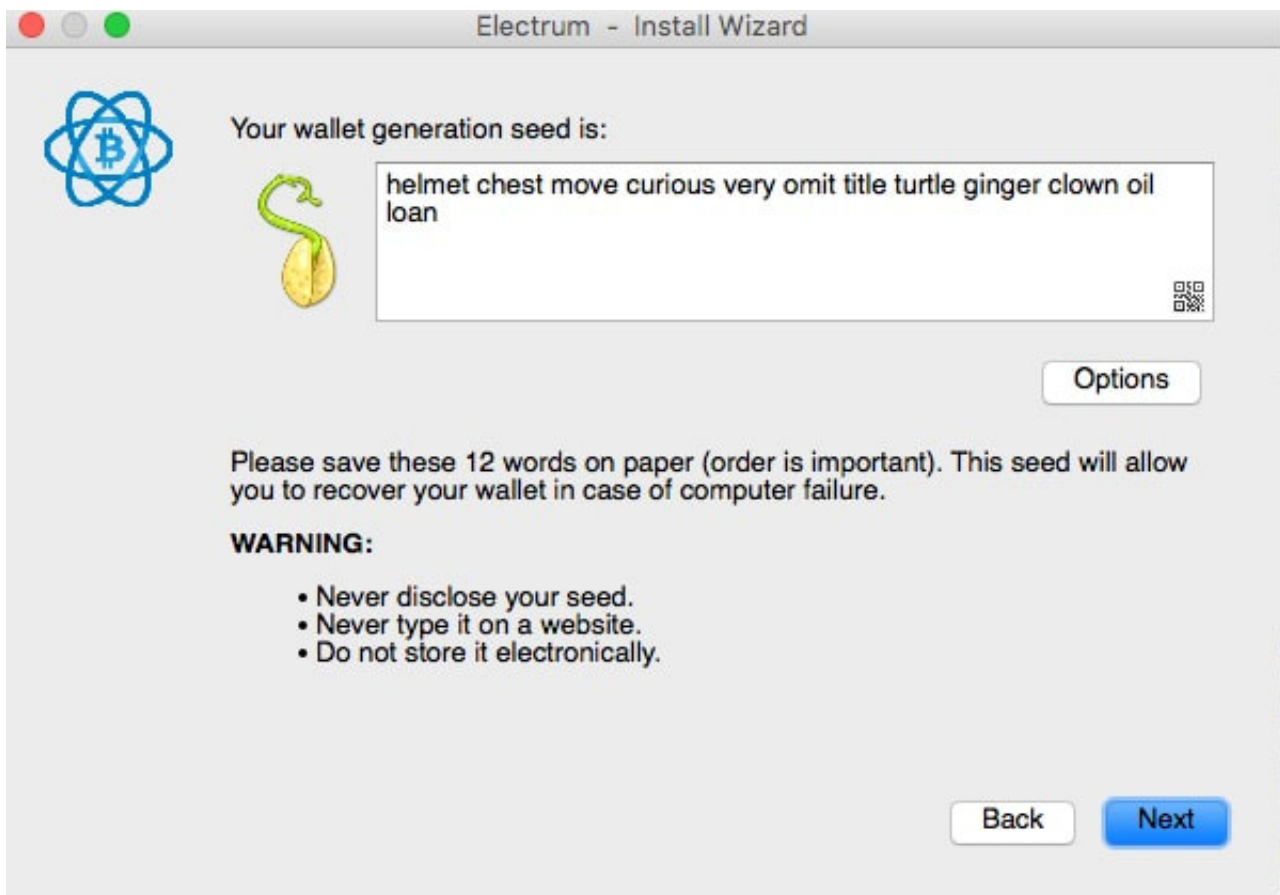 Electrum - Install Wizard
Your wallet generation seed is:
helmet chest move curious very omit title turtle ginger clown oil
loan
Options
Please save these 12 words on paper (order is important). This seed will allow
you to recover your wallet in case of computer failure.
WARNING:
• Never disclose your seed.
• Never type it on a website.
• Do not store it electronically.
Back
Next